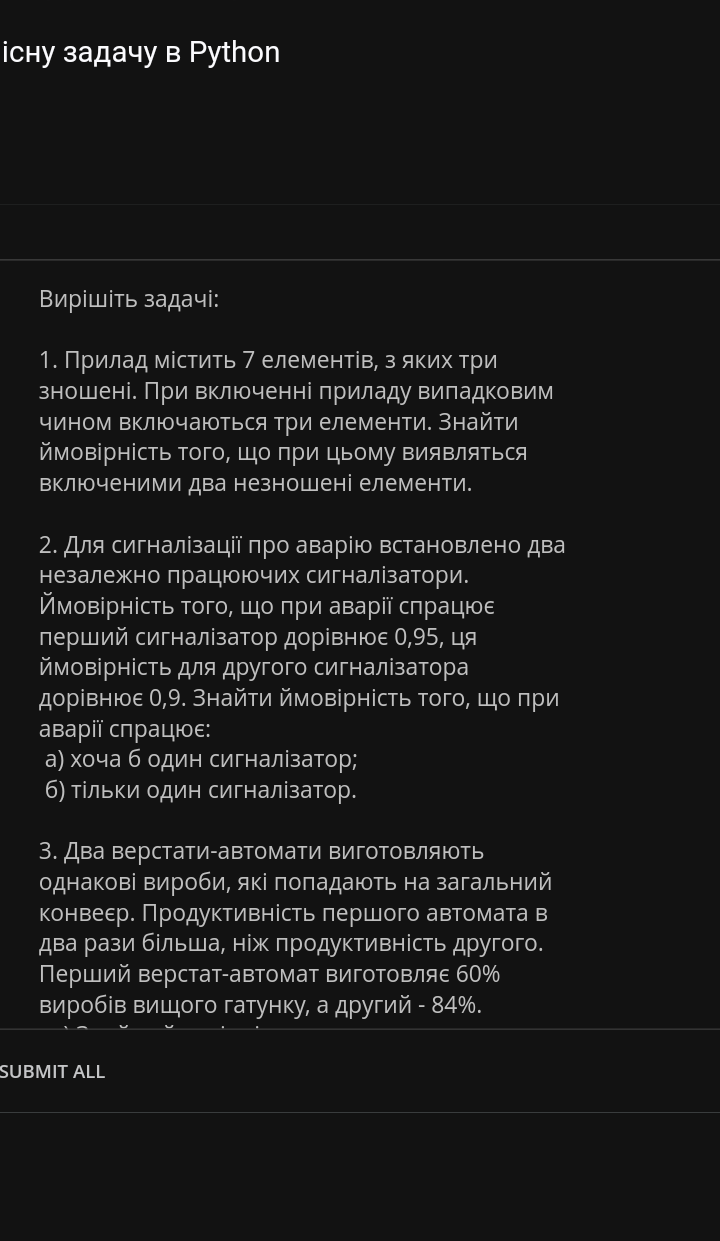 існу задачу в Python
Вирішіть задачі:
1. Прилад містить 7 елементів, з яких три
зношені. При включенні приладу випадковим
чином включаються три елементи. Знайти
ймовірність того, що при цьому виявляться
включеними два незношені елементи.
2. Для сигналізації про аварію встановлено два
незалежно працюючих сигналізатори.
Ймовірність того, що при аварії спрацює
перший сигналізатор дорівнює 0,95, ця
ймовірність для другого сигналізатора
дорівнює 0,9. Знайти ймовірність того, що при
аварії спрацює:
а) хоча б один сигналізатор;
б) тільки один сигналізатор.
3. Два верстати-автомати виготовляють
однакові вироби, які попадають на загальний
конвеєр. Продуктивність першого автомата в
два рази більша, ніж продуктивність другого.
Перший верстат-автомат виготовляє 60%
виробів вищого гатунку, а другий - 84%.
SUBMIT ALL